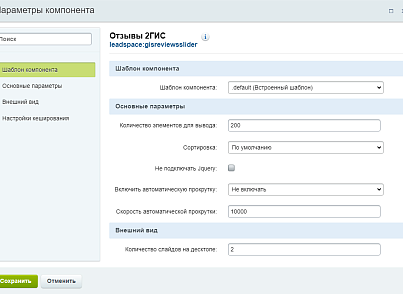 Параметры компонента
Поиск
Шаблон компонента
Основные параметры
Внешний вид
Настройки кеширования
Отзывы 2ГИС
leadspace:gisreviewsslider
Шаблон компонента
Шаблон компонента: .default (Встроенный шаблон)
Основные параметры
Количество элементов для вывода: 200
Сортировка: По умолчанию
Не подключать Jquery:
Включить автоматическую прокрутку: Не включать
Скорость автоматической прокрутки: 10000
Внешний вид
Количество слайдов на десктопе: 2
Сохранить Отменить